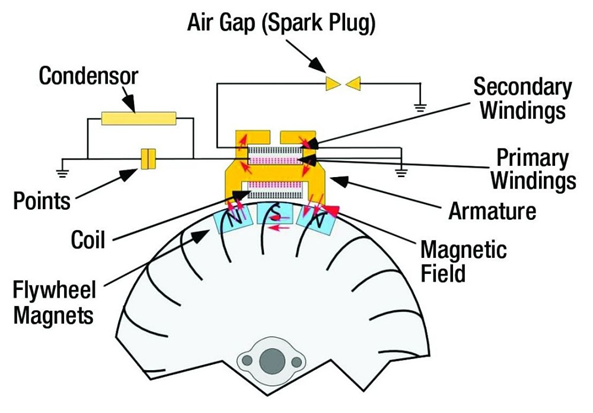 Air Gap (Spark Plug)
Condensor
Secondary
Windings
Primary
Windings
Points
Armature
Coil
Magnetic
Field
Flywheel
Magnets
N
S
N